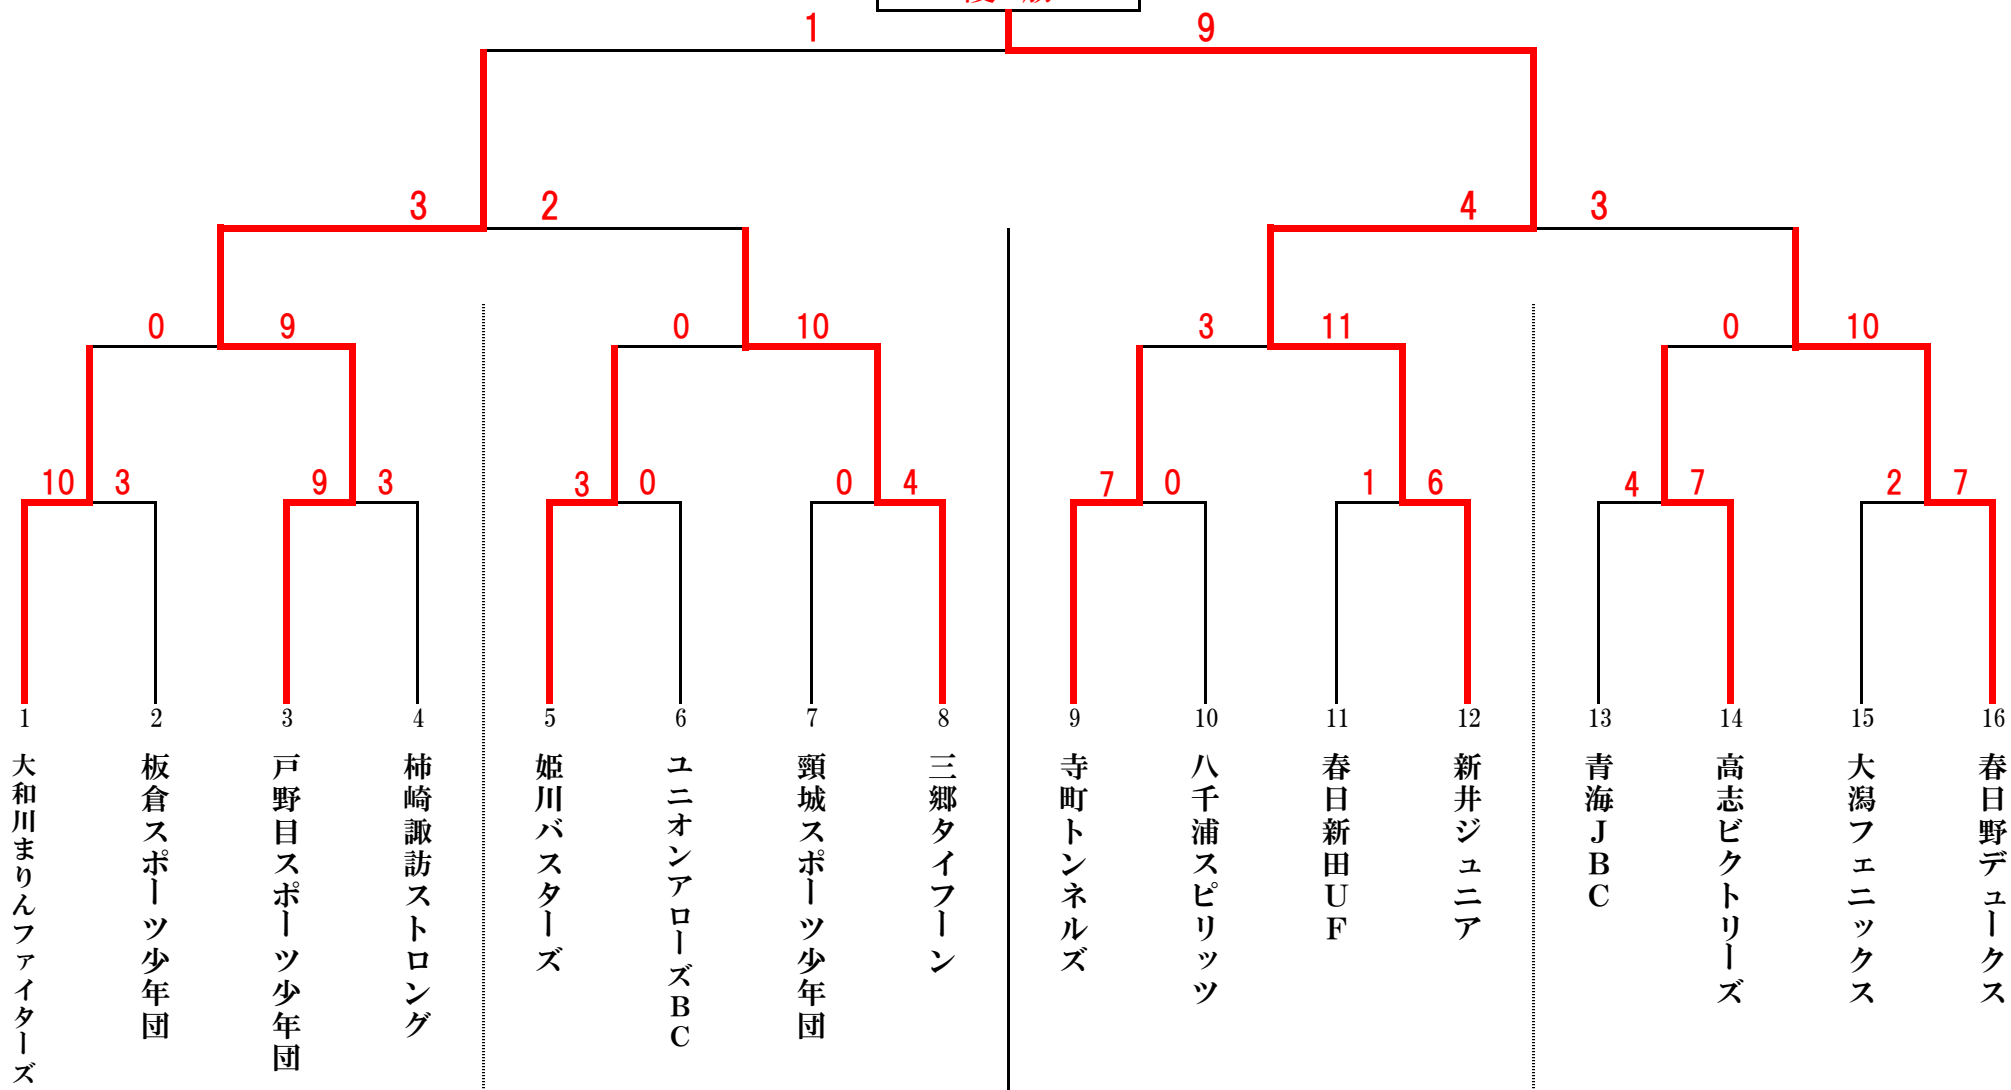 1 9
3 2 4 3
0 9 0 10 3 11 0 10
10 3 9 3 3 0 0 4 7 0 1 6 4 7 2 7
1 2 3 4 5 6 7 8 9 10 11 12 13 14 15 16
大和川まりんファイターズ
板倉スポーツ少年団
戸野目スポーツ少年団
柿崎諏訪ストロング
姫川バスターズ
ユニオンアローズBC
頸城スポーツ少年団
三郷タイフーン
寺町トンネルズ
八千浦スピリッツ
春日新田UF
新井ジュニア
青海JBC
高志ビクトリーズ
大潟フェニックス
春日野デュークス